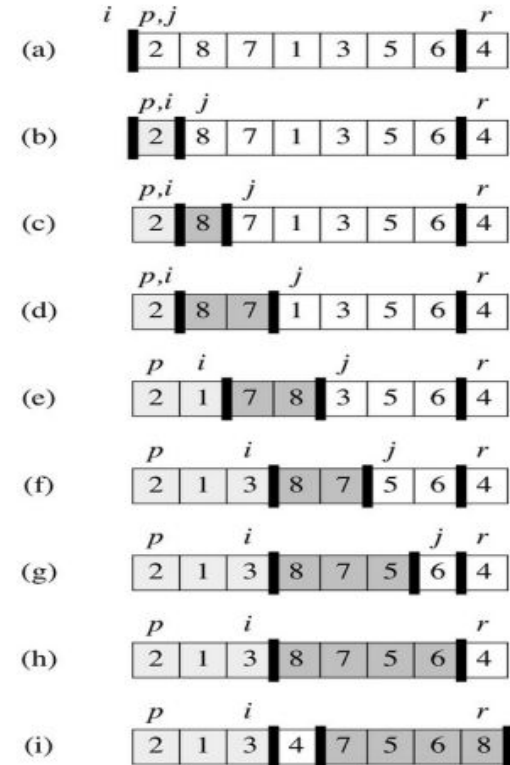 i p,j r
(a) 2 8 7 1 3 5 6 4
p,i j r
(b) 2 8 7 1 3 5 6 4
p,i j r
(c) 2 8 7 1 3 5 6 4
p,i j r
(d) 2 8 7 1 3 5 6 4
p i j r
(e) 2 1 7 8 3 5 6 4
p i j r
(f) 2 1 3 8 7 5 6 4
p i j r
(g) 2 1 3 8 7 5 6 4
p i r
(h) 2 1 3 8 7 5 6 4
p i r
(i) 2 1 3 4 7 5 6 8